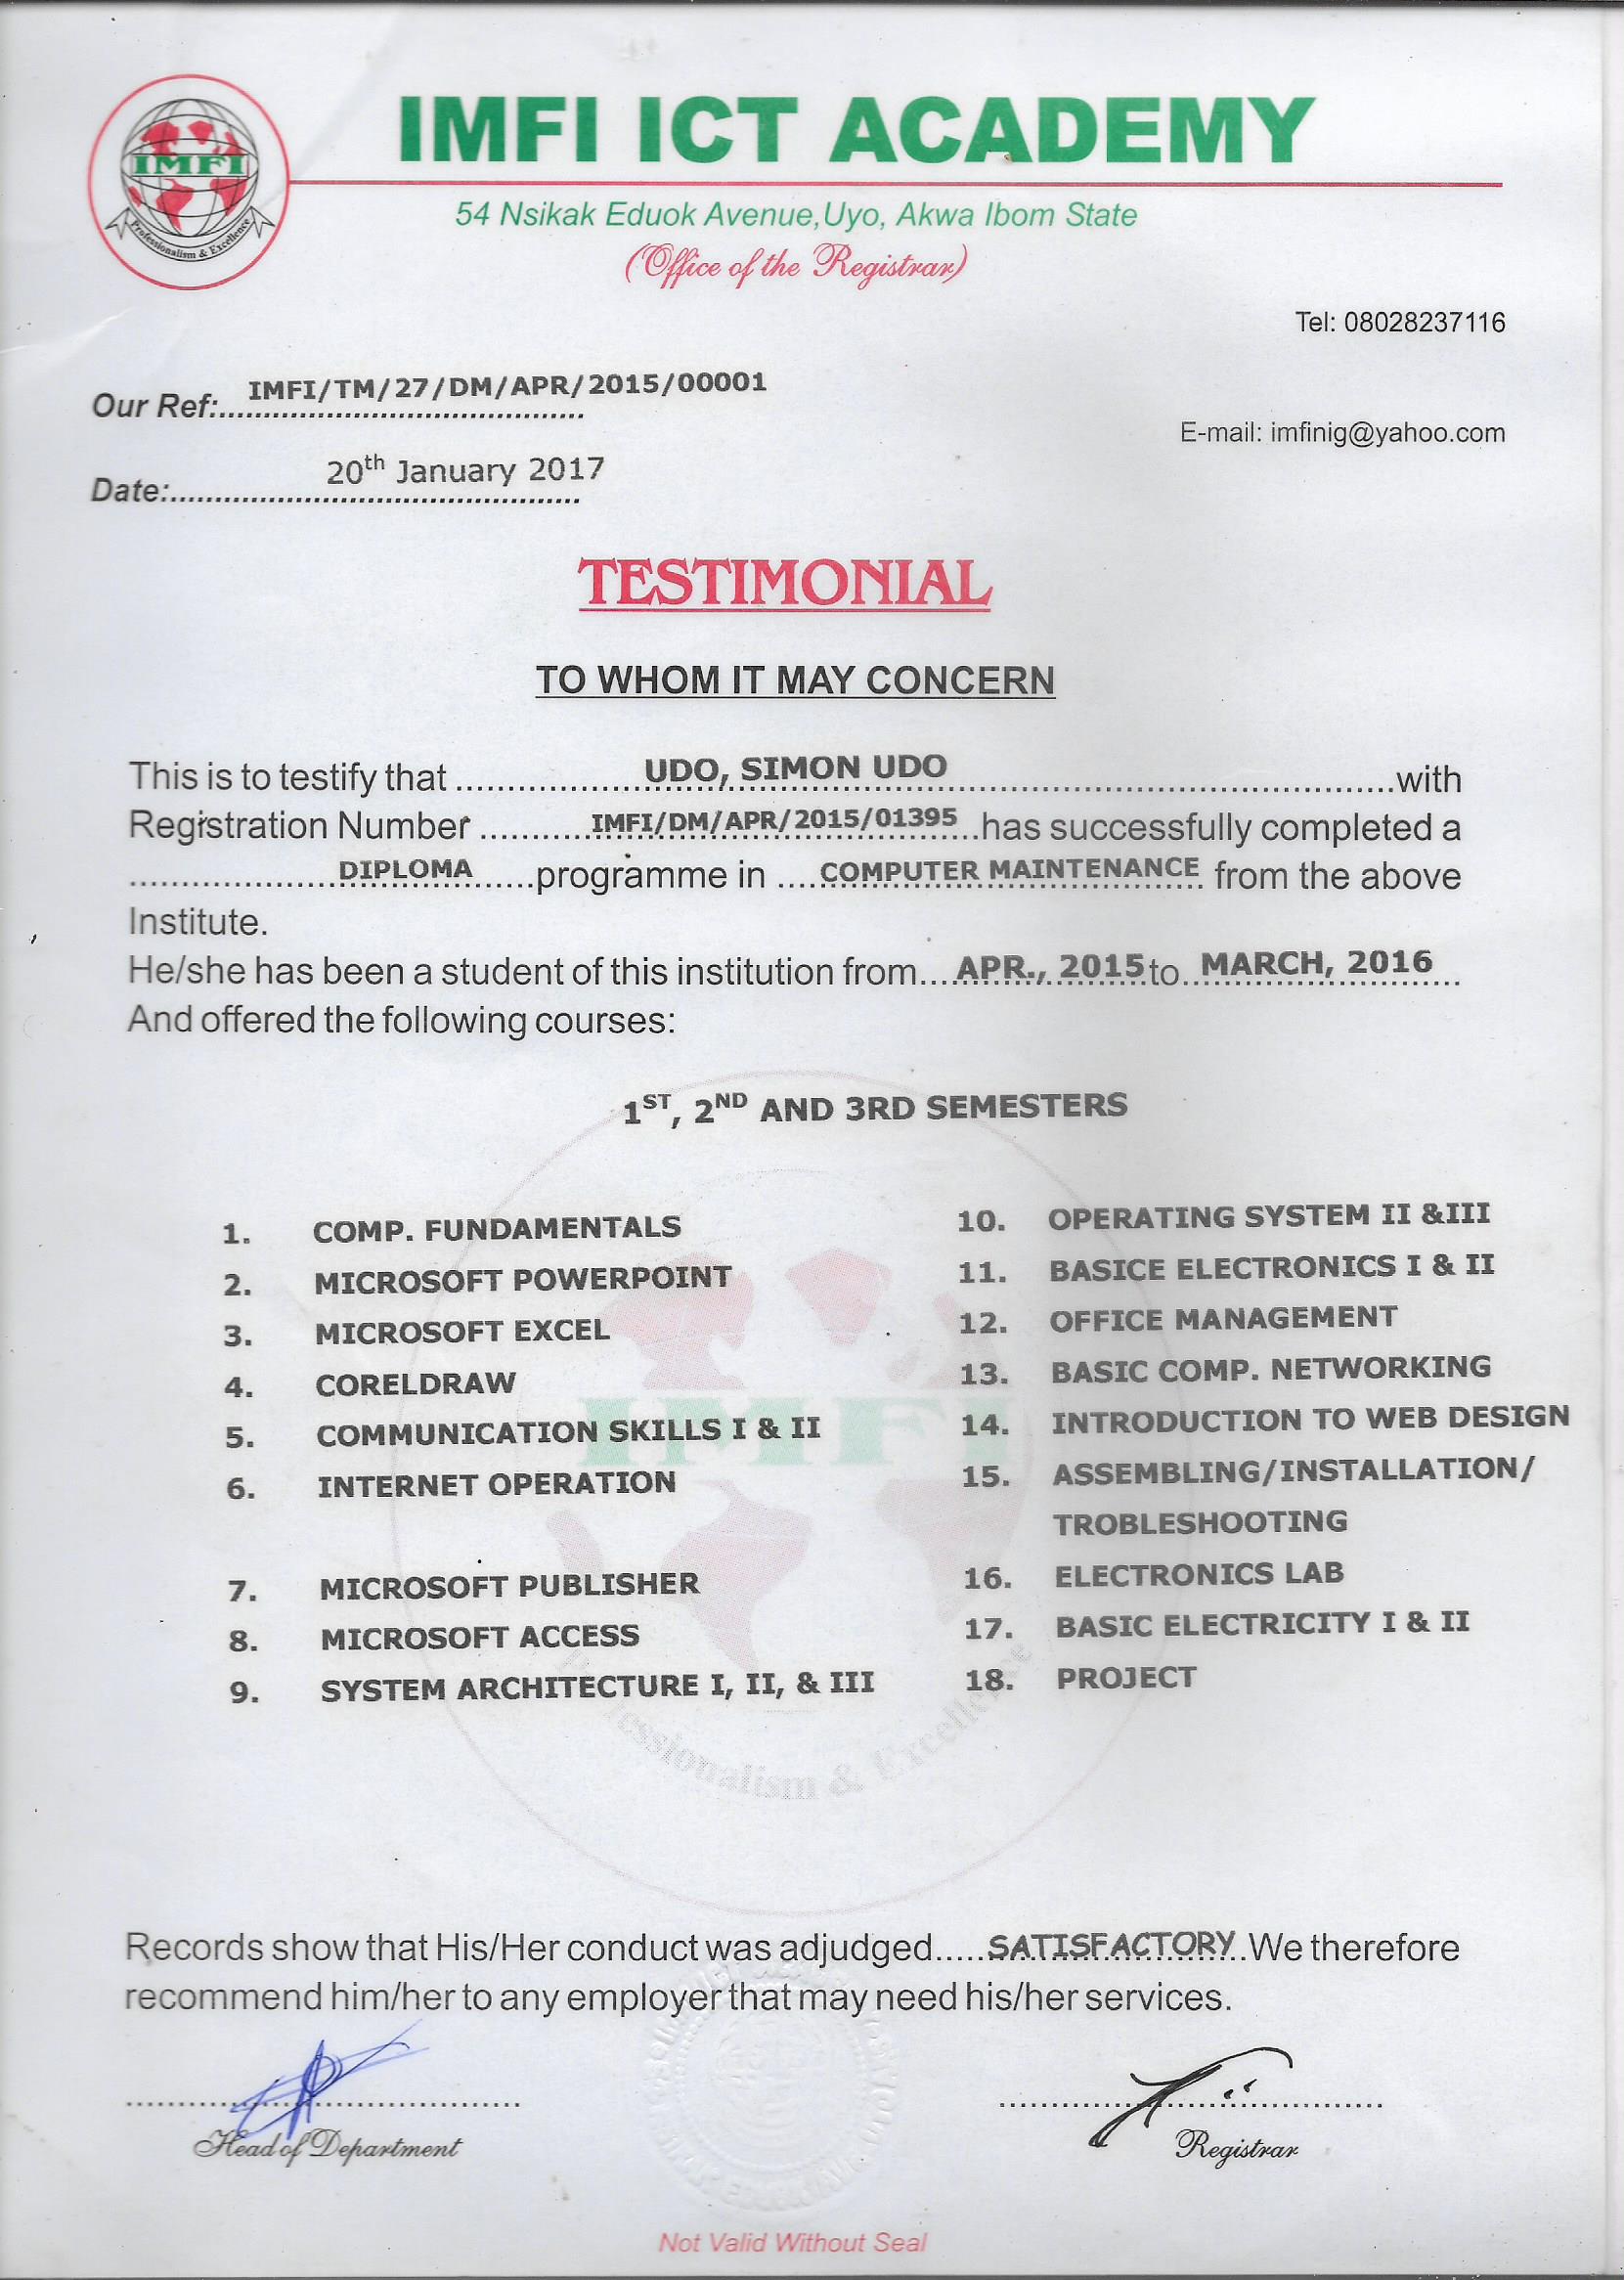 IMFI
Professionalism & Excellence
IMFI ICT ACADEMY
54 Nsikak Eduok Avenue, Uyo, Akwa Ibom State
(Office of the Registrar)
Tel: 08028237116
Our Ref: IMFI/TM/27/DM/APR/2015/00001
E-mail: imfinig@yahoo.com
Date: 20th January 2017
TESTIMONIAL
TO WHOM IT MAY CONCERN
This is to testify that UDO, SIMON UDO with
Registration Number IMFI/DM/APR/2015/01395 has successfully completed a
DIPLOMA programme in COMPUTER MAINTENANCE from the above
Institute.
He/she has been a student of this institution from APR., 2015 to MARCH, 2016
And offered the following courses:
1ST, 2ND AND 3RD SEMESTERS
1. COMP. FUNDAMENTALS
2. MICROSOFT POWERPOINT
3. MICROSOFT EXCEL
4. CORELDRAW
5. COMMUNICATION SKILLS I & II
6. INTERNET OPERATION
7. MICROSOFT PUBLISHER
8. MICROSOFT ACCESS
9. SYSTEM ARCHITECTURE I, II, & III
10. OPERATING SYSTEM II &III
11. BASICE ELECTRONICS I & II
12. OFFICE MANAGEMENT
13. BASIC COMP. NETWORKING
14. INTRODUCTION TO WEB DESIGN
15. ASSEMBLING/INSTALLATION/
TROBLESHOOTING
16. ELECTRONICS LAB
17. BASIC ELECTRICITY I & II
18. PROJECT
IMFI
Professionalism & Excellence
Records show that His/Her conduct was adjudged SATISFACTORY. We therefore
recommend him/her to any employer that may need his/her services.
Head of Department
Registrar
Not Valid Without Seal